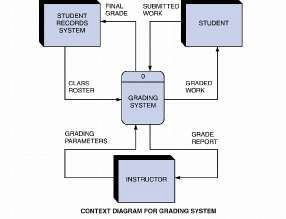 STUDENT
RECORDS
SYSTEM
FINAL
GRADE
SUBMITTED
WORK
STUDENT
CLASS
ROSTER
0
GRADING
SYSTEM
GRADED
WORK
GRADING
PARAMETERS
GRADE
REPORT
INSTRUCTOR
CONTEXT DIAGRAM FOR GRADING SYSTEM